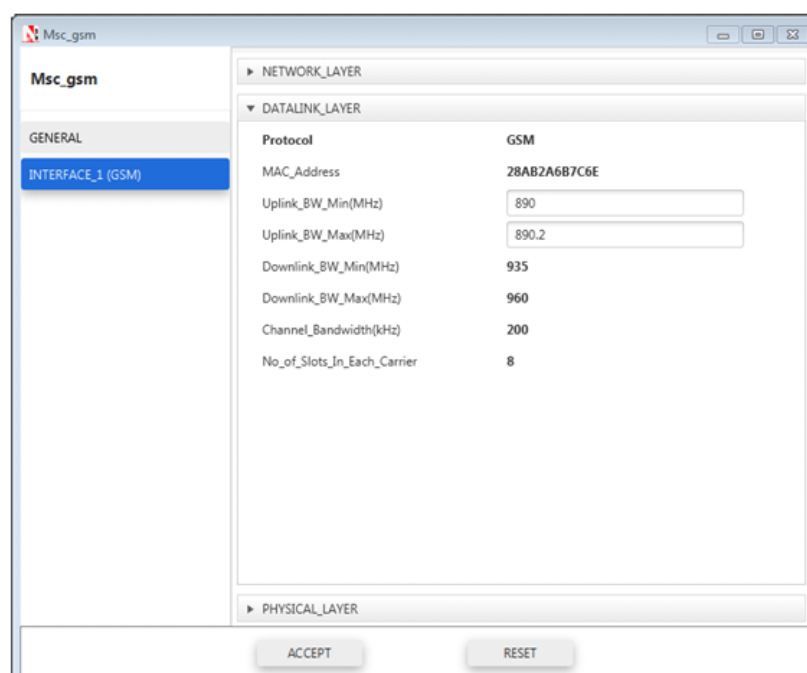 Msc_gsm
Msc_gsm
GENERAL
INTERFACE_1 (GSM)
NETWORK_LAYER
DATALINK_LAYER
Protocol GSM
MAC_Address 28AB2A6B7C6E
Uplink_BW_Min(MHz) 890
Uplink_BW_Max(MHz) 890.2
Downlink_BW_Min(MHz) 935
Downlink_BW_Max(MHz) 960
Channel_Bandwidth(kHz) 200
No_of_Slots_In_Each_Carrier 8
PHYSICAL_LAYER
ACCEPT RESET